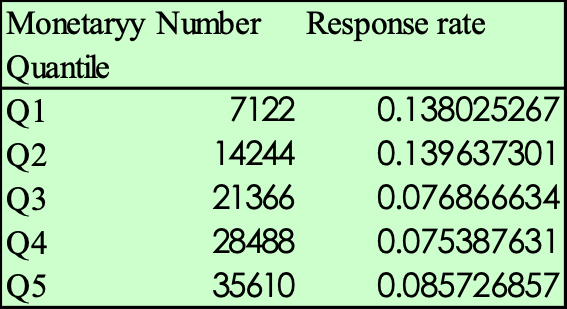 Monetaryy Number Response rate
Quantile
Q1 7122 0.138025267
Q2 14244 0.139637301
Q3 21366 0.076866634
Q4 28488 0.075387631
Q5 35610 0.085726857